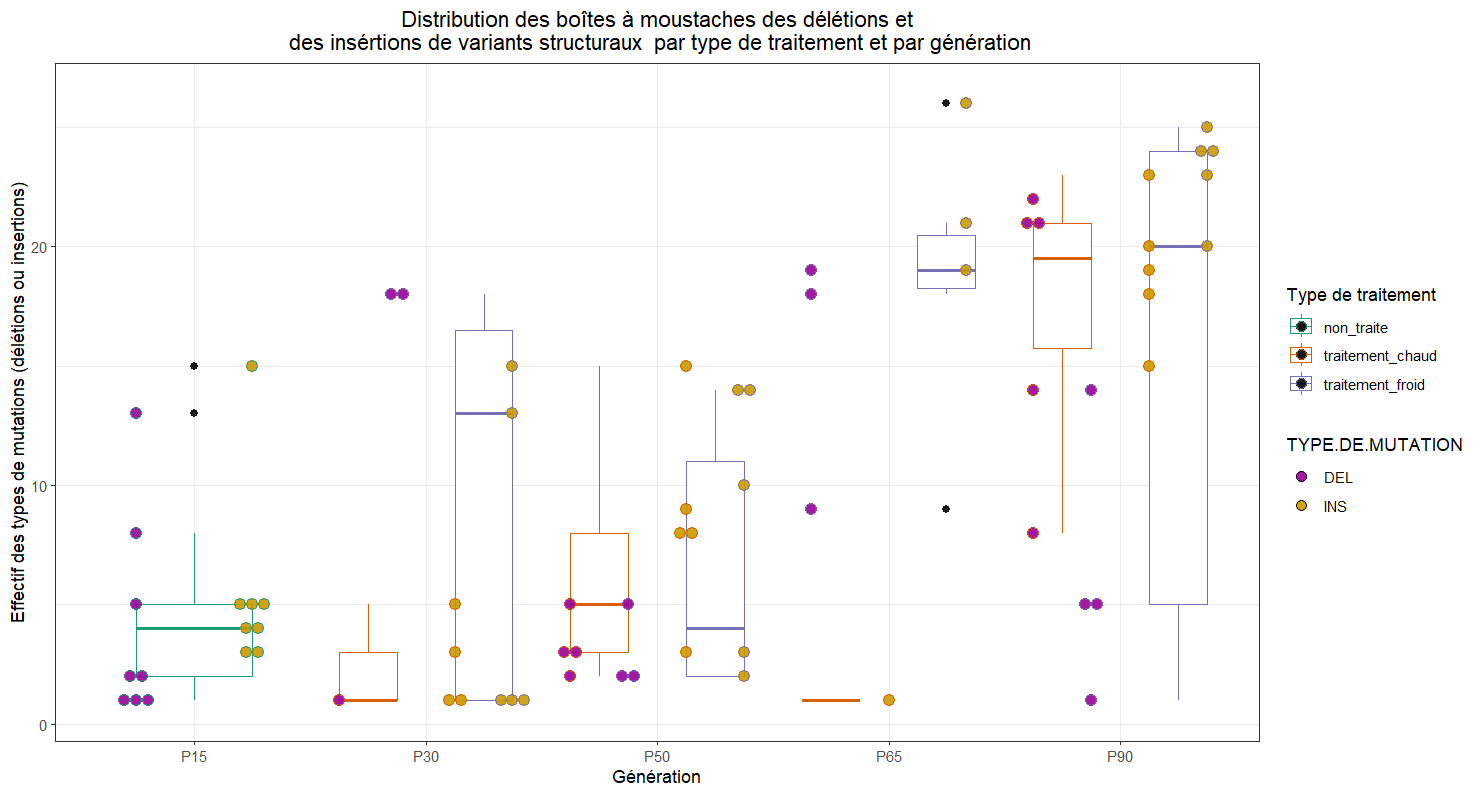 Distribution des boîtes à moustaches des délétions et
des insértions de variants structuraux  par type de traitement et par génération
Effectif des types de mutations (délétions ou insertions)
20
10
0
P15
P30
P50
P65
P90
Génération
Type de traitement
non_traite
traitement_chaud
traitement_froid
TYPE.DE.MUTATION
DEL
INS